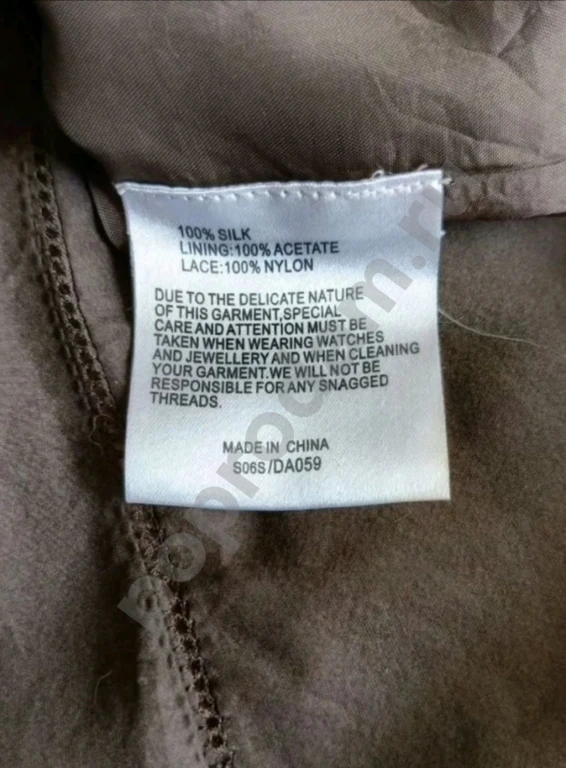 100% SILK
LINING:100% ACETATE
LACE:100% NYLON
DUE TO THE DELICATE NATURE
OF THIS GARMENT,SPECIAL
CARE AND ATTENTION MUST BE
TAKEN WHEN WEARING WATCHES
AND JEWELLERY AND WHEN CLEANING
YOUR GARMENT.WE WILL NOT BE
RESPONSIBLE FOR ANY SNAGGED
THREADS.
MADE IN CHINA
S06S/DA059